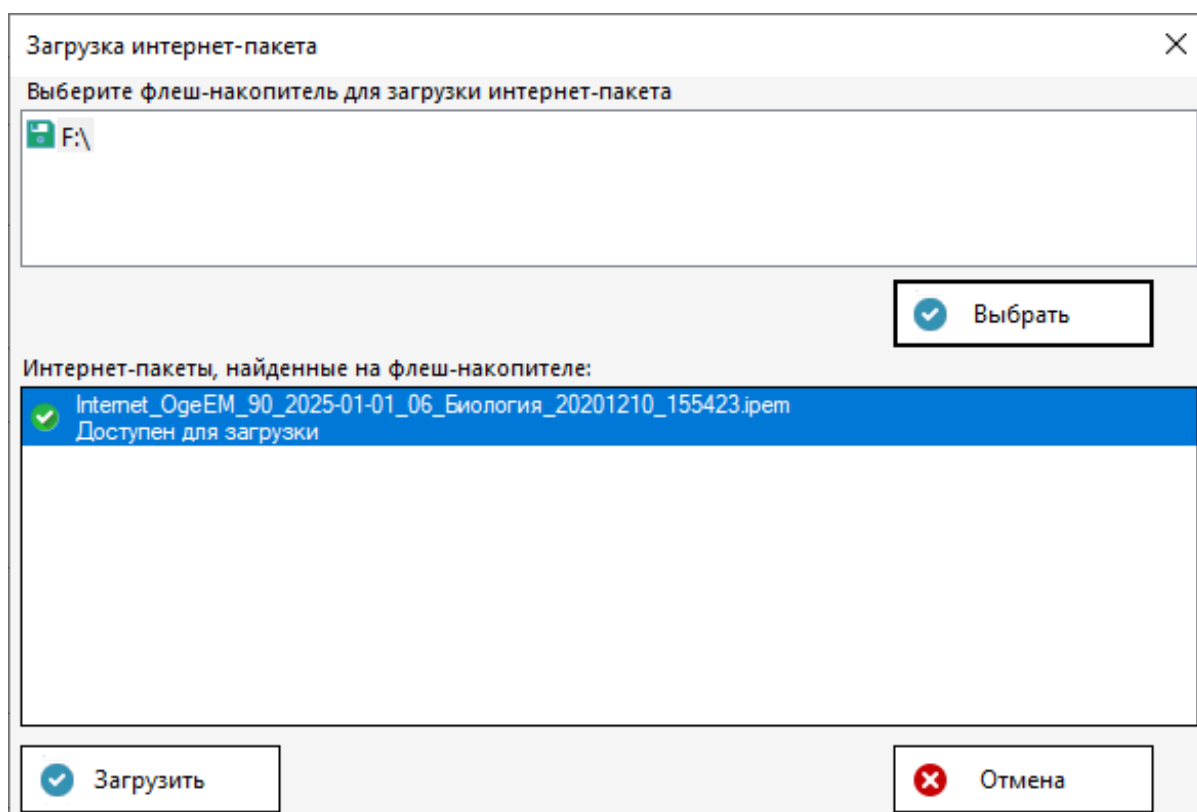 Загрузка интернет-пакета
Выберите флеш-накопитель для загрузки интернет-пакета
F:\
Выбрать
Интернет-пакеты, найденные на флеш-накопителе:
Internet_OgeEM_90_2025-01-01_06_Биология_20201210_155423.ipem
Доступен для загрузки
Загрузить
Отмена